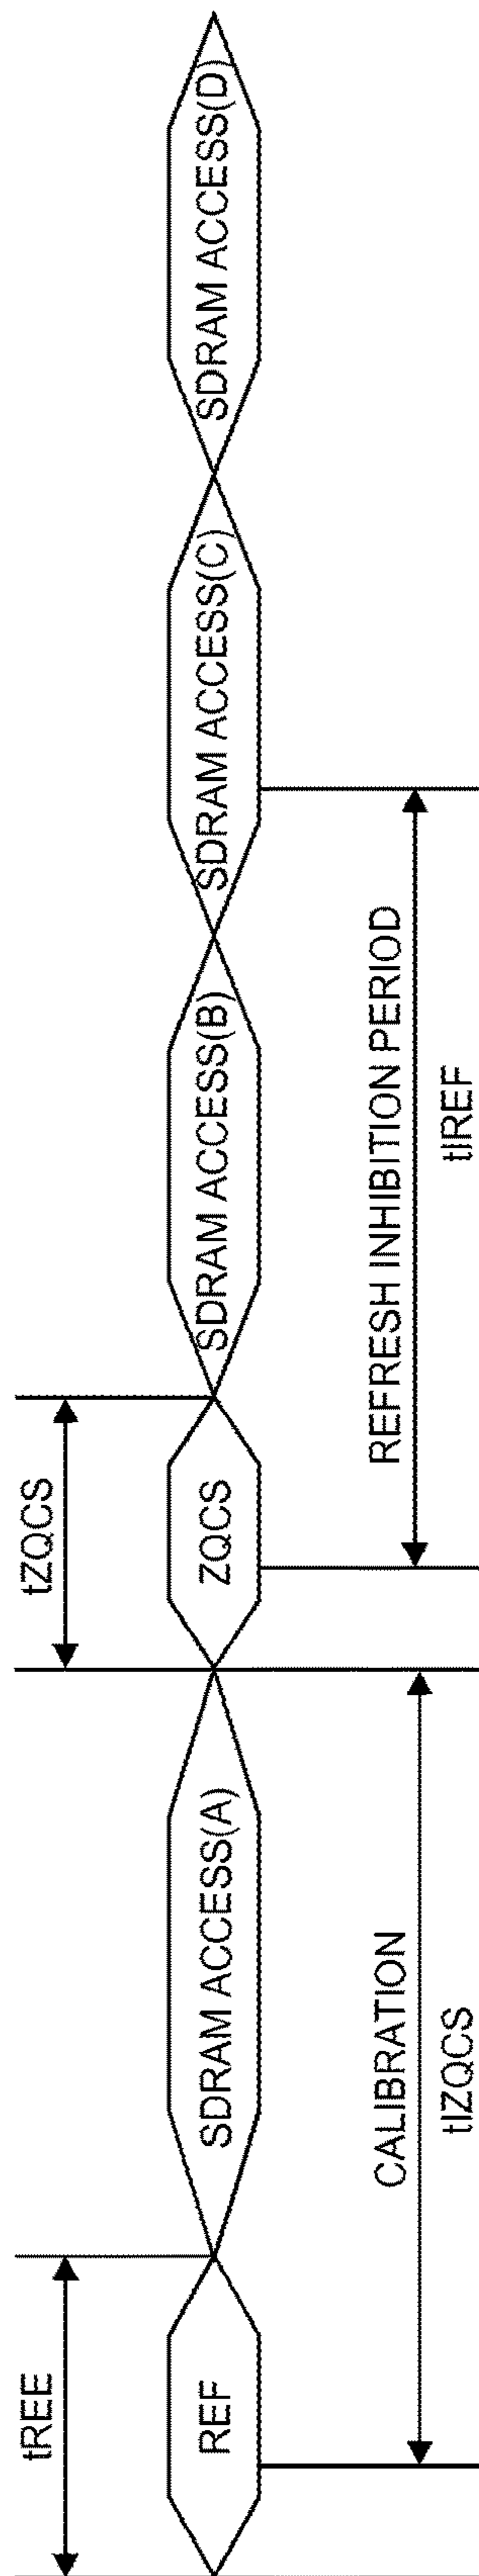 tREE
tZQCS
REF
SDRAM ACCESS(A)
ZQCS
SDRAM ACCESS(B)
SDRAM ACCESS(C)
SDRAM ACCESS(D)
CALIBRATION
tIZQCS
REFRESH INHIBITION PERIOD
tIREF